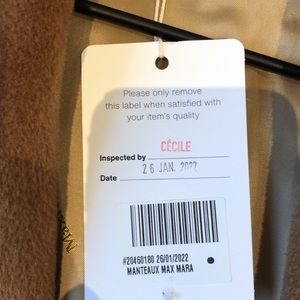 Please only remove
this label when satisfied with
your item's quality
CÉCILE
Inspected by
26 JAN. 2022
Date
#20460180 26/01/2022
MANTEAUX MAX MARA